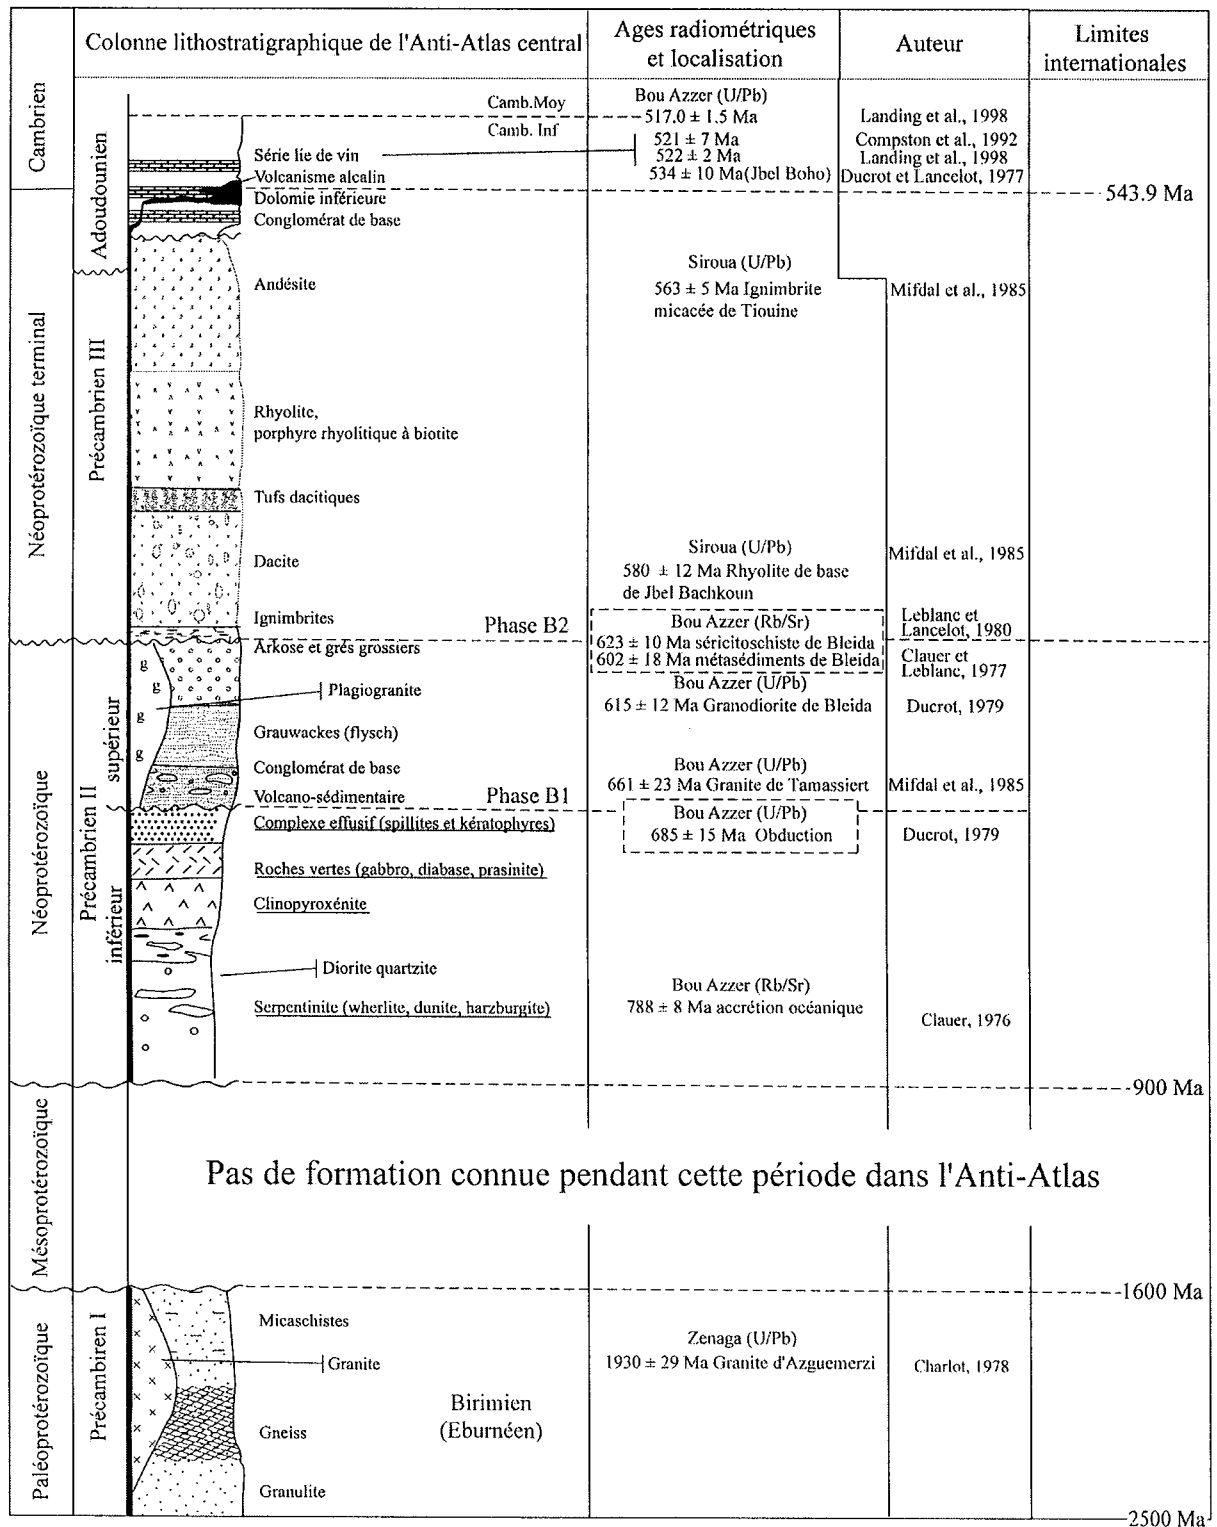 Colonne lithostratigraphique de l'Anti-Atlas central
Ages radiométriques
et localisation
Auteur
Limites
internationales
Cambrien
Néoprotérozoïque terminal
Néoprotérozoïque
Mésoprotérozoïque
Paléoprotérozoïque
Adoudounien
Précambrien III
Précambrien II
supérieur
inférieur
Précambiren I
Camb.Moy
Camb. Inf
Série lie de vin
Volcanisme alcalin
Dolomie inférieure
Conglomérat de base
Andésite
Rhyolite,
porphyre rhyolitique à biotite
Tufs dacitiques
Dacite
Ignimbrites
Phase B2
Arkose et grés grossiers
Plagiogranite
Grauwackes (flysch)
Conglomérat de base
Volcano-sédimentaire
Phase B1
Complexe effusif (spillites et kératophyres)
Roches vertes (gabbro, diabase, prasinite)
Clinopyroxénite
Diorite quartzite
Serpentinite (wherlite, dunite, harzburgite)
g
g
g
g
Bou Azzer (U/Pb)
517.0 ± 1.5 Ma
Landing et al., 1998
521 ± 7 Ma
Compston et al., 1992
522 ± 2 Ma
Landing et al., 1998
534 ± 10 Ma(Jbel Boho)
Ducrot et Lancelot, 1977
543.9 Ma
Siroua (U/Pb)
563 ± 5 Ma Ignimbrite
micacée de Tiouine
Mifdal et al., 1985
Siroua (U/Pb)
580 ± 12 Ma Rhyolite de base
de Jbel Bachkoun
Mifdal et al., 1985
Bou Azzer (Rb/Sr)
623 ± 10 Ma séricitoschiste de Bleida
602 ± 18 Ma métasédiments de Bleida
Leblanc et
Lancelot, 1980
Clauer et
Leblanc, 1977
Bou Azzer (U/Pb)
615 ± 12 Ma Granodiorite de Bleida
Ducrot, 1979
Bou Azzer (U/Pb)
661 ± 23 Ma Granite de Tamassiert
Mifdal et al., 1985
Bou Azzer (U/Pb)
685 ± 15 Ma Obduction
Ducrot, 1979
Bou Azzer (Rb/Sr)
788 ± 8 Ma accrétion océanique
Clauer, 1976
900 Ma
Pas de formation connue pendant cette période dans l'Anti-Atlas
1600 Ma
Micaschistes
Granite
Gneiss
Granulite
Birimien
(Eburnéen)
Zenaga (U/Pb)
1930 ± 29 Ma Granite d'Azguemerzi
Charlot, 1978
2500 Ma